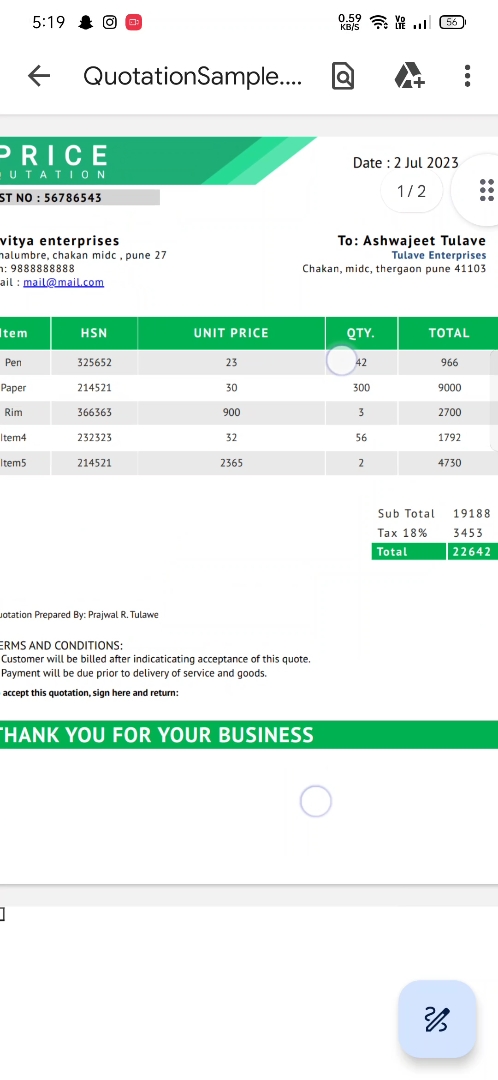 5:19 0.59 KB/S Vo LTE 56
QuotationSample....
PRICE
UTATION
Date : 2 Jul 2023
ST NO : 56786543
1 / 2
vitya enterprises
To: Ashwajeet Tulave
halumbre, chakan midc , pune 27
Tulave Enterprises
n: 9888888888
Chakan, midc, thergaon pune 41103
ail : mail@mail.com
Item HSN UNIT PRICE QTY. TOTAL
Pen 325652 23 42 966
Paper 214521 30 300 9000
Rim 366363 900 3 2700
Item4 232323 32 56 1792
Item5 214521 2365 2 4730
Sub Total 19188
Tax 18% 3453
Total 22642
uotation Prepared By: Prajwal R. Tulawe
ERMS AND CONDITIONS:
Customer will be billed after indicaticating acceptance of this quote.
Payment will be due prior to delivery of service and goods.
accept this quotation, sign here and return:
THANK YOU FOR YOUR BUSINESS